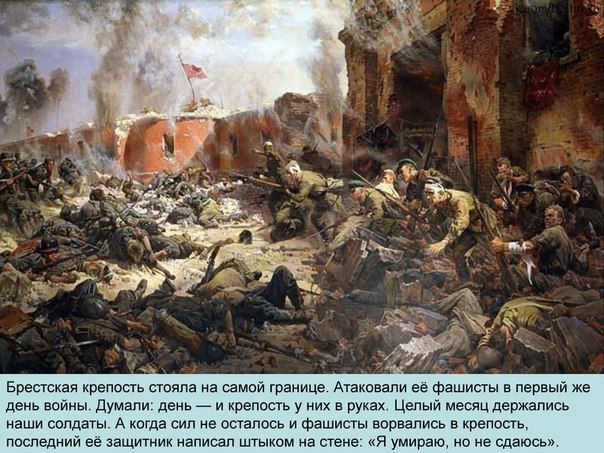 Брестская крепость стояла на самой границе. Атаковали её фашисты в первый же
день войны. Думали: день — и крепость у них в руках. Целый месяц держались
наши солдаты. А когда сил не осталось и фашисты ворвались в крепость,
последний её защитник написал штыком на стене: «Я умираю, но не сдаюсь».